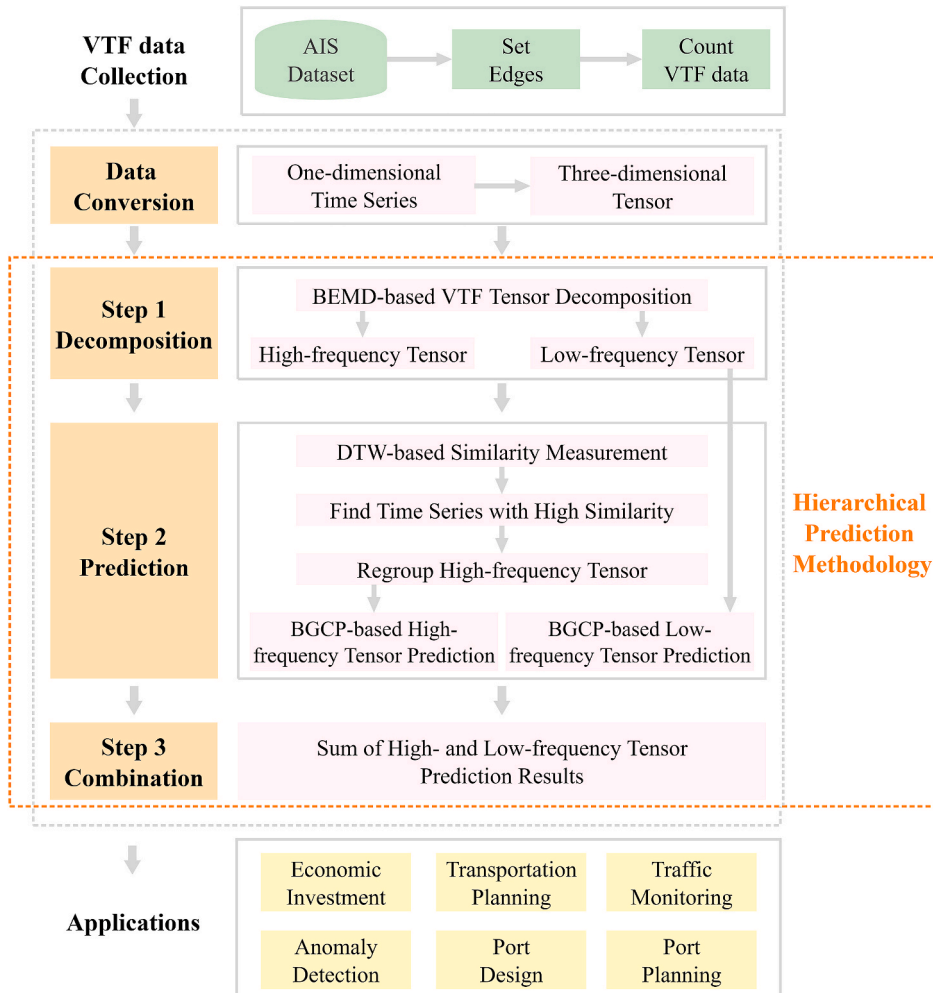 VTF data
Collection
AIS
Dataset
Set
Edges
Count
VTF data
Data
Conversion
One-dimensional
Time Series
Three-dimensional
Tensor
Step 1
Decomposition
BEMD-based VTF Tensor Decomposition
High-frequency Tensor
Low-frequency Tensor
Step 2
Prediction
DTW-based Similarity Measurement
Find Time Series with High Similarity
Regroup High-frequency Tensor
BGCP-based High-
frequency Tensor Prediction
BGCP-based Low-
frequency Tensor Prediction
Hierarchical
Prediction
Methodology
Step 3
Combination
Sum of High- and Low-frequency Tensor
Prediction Results
Applications
Economic
Investment
Transportation
Planning
Traffic
Monitoring
Anomaly
Detection
Port
Design
Port
Planning